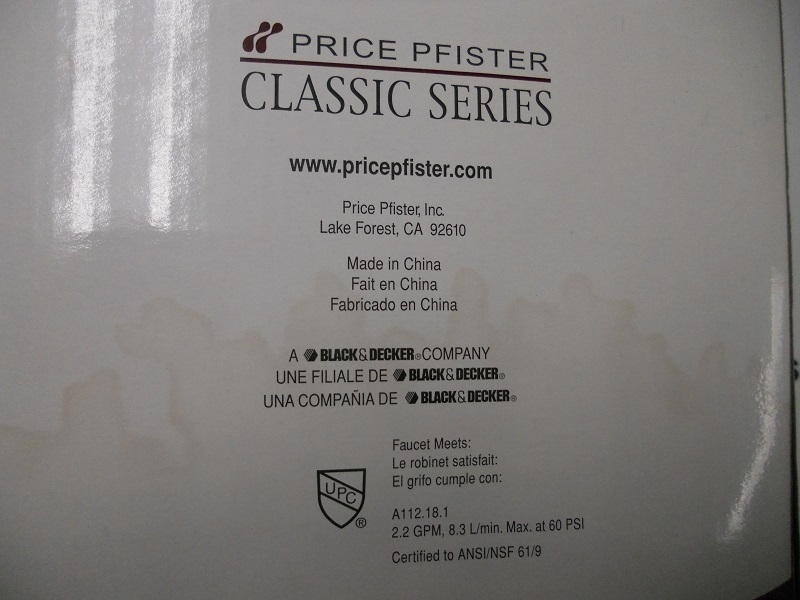 PRICE PFISTER
CLASSIC SERIES
www.pricepfister.com
Price Pfister, Inc.
Lake Forest, CA 92610
Made in China
Fait en China
Fabricado en China
A BLACK&DECKER® COMPANY
UNE FILIALE DE BLACK&DECKER®
UNA COMPAÑIA DE BLACK&DECKER®
Faucet Meets:
Le robinet satisfait:
El grifo cumple con:
UPC®
A112.18.1
2.2 GPM, 8.3 L/min. Max. at 60 PSI
Certified to ANSI/NSF 61/9